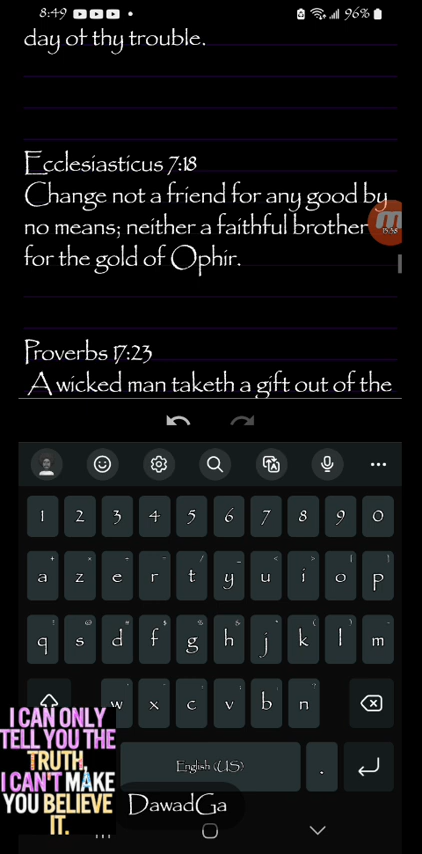 8:49
96%
day of thy trouble.
Ecclesiasticus 7:18
Change not a friend for any good by
no means; neither a faithful brother
for the gold of Ophir.
15:38
Proverbs 17:23
A wicked man taketh a gift out of the
1 2 3 4 5 6 7 8 9 0
a z e r t y u i o p
q s d f g h j k l m
w x c v b n
English (US) .
I CAN ONLY
TELL YOU THE
TRUTH,
I CAN'T MAKE
YOU BELIEVE
IT.
DawadGa